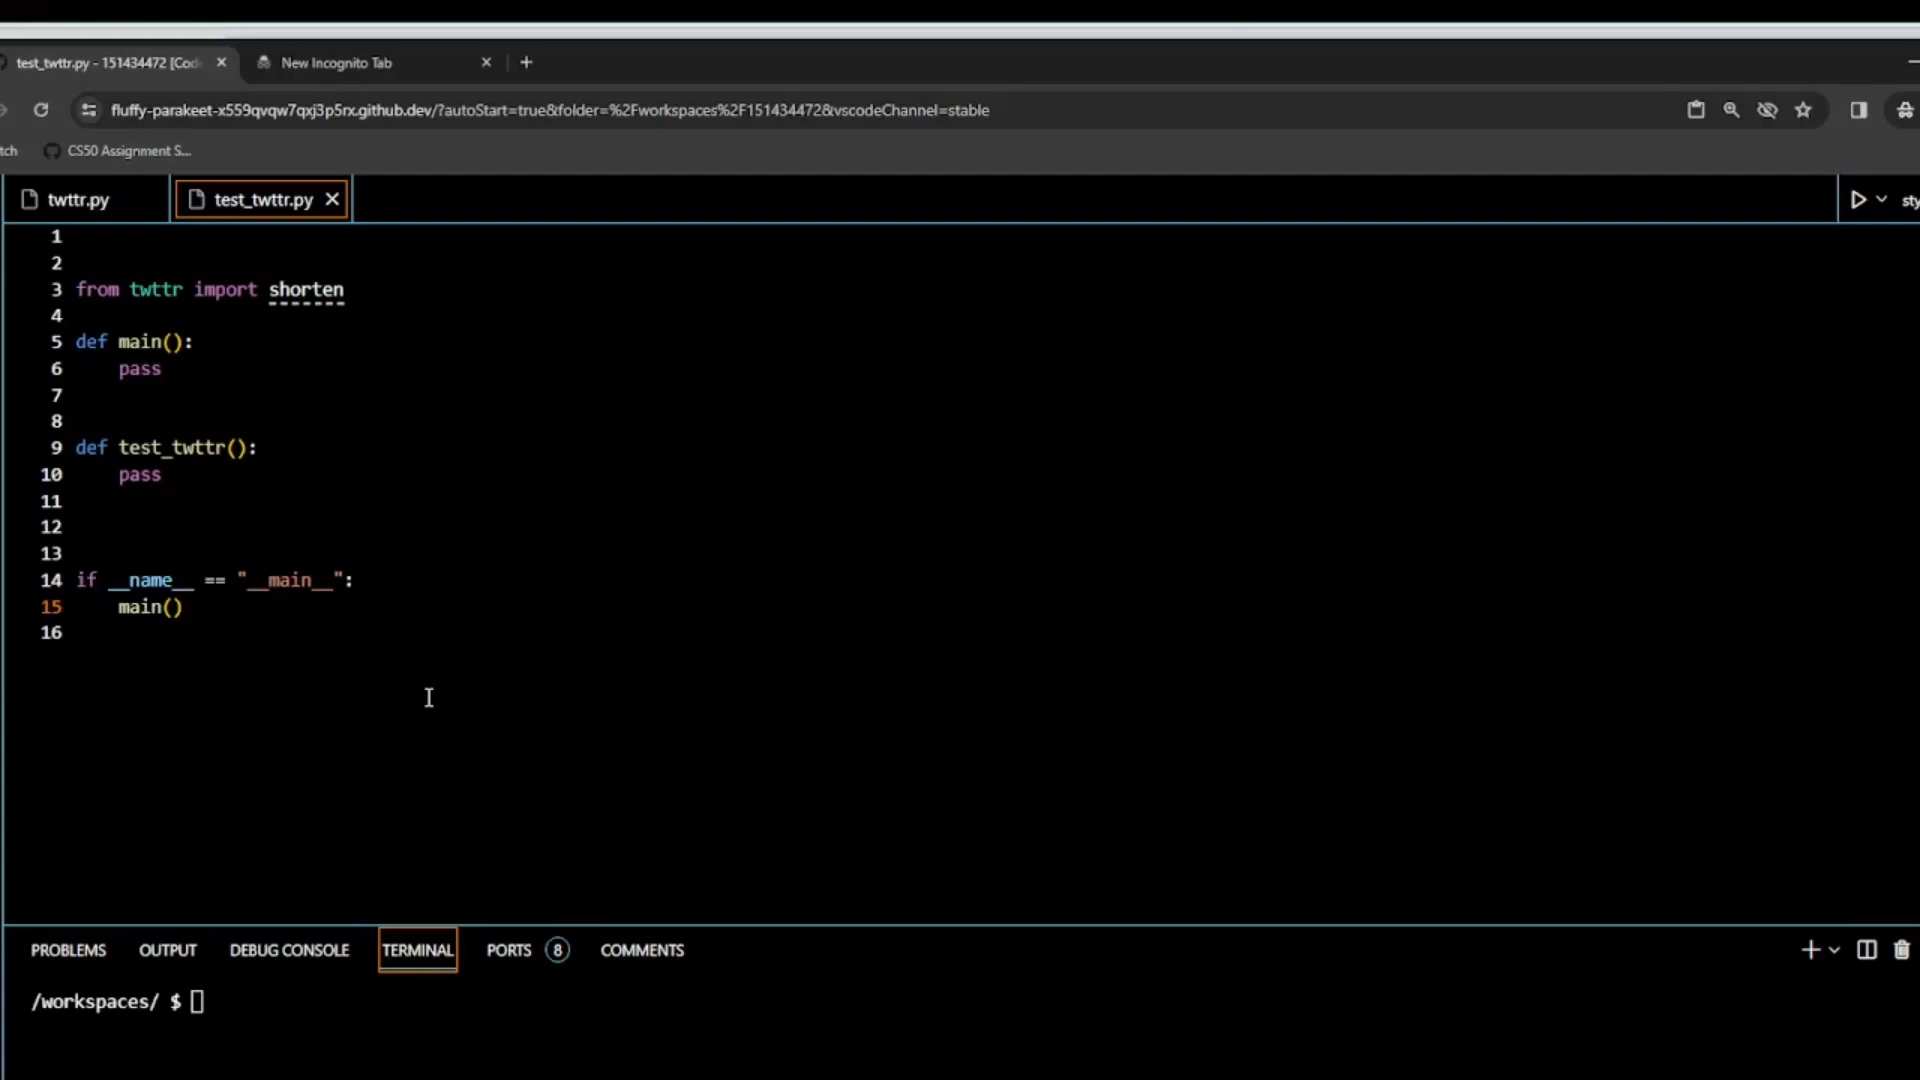 test_twttr.py - 151434472 [Cod
New Incognito Tab
fluffy-parakeet-x559qvqw7qxj3p5rx.github.dev/?autoStart=true&folder=%2Fworkspaces%2F151434472&vscodeChannel=stable
tch
CS50 Assignment S...
twttr.py
test_twttr.py
sty
1
2
3 from twttr import shorten
4
5 def main():
6 pass
7
8
9 def test_twttr():
10 pass
11
12
13
14 if __name__ == "__main__":
15 main()
16
PROBLEMS OUTPUT DEBUG CONSOLE TERMINAL PORTS 8 COMMENTS
/workspaces/ $